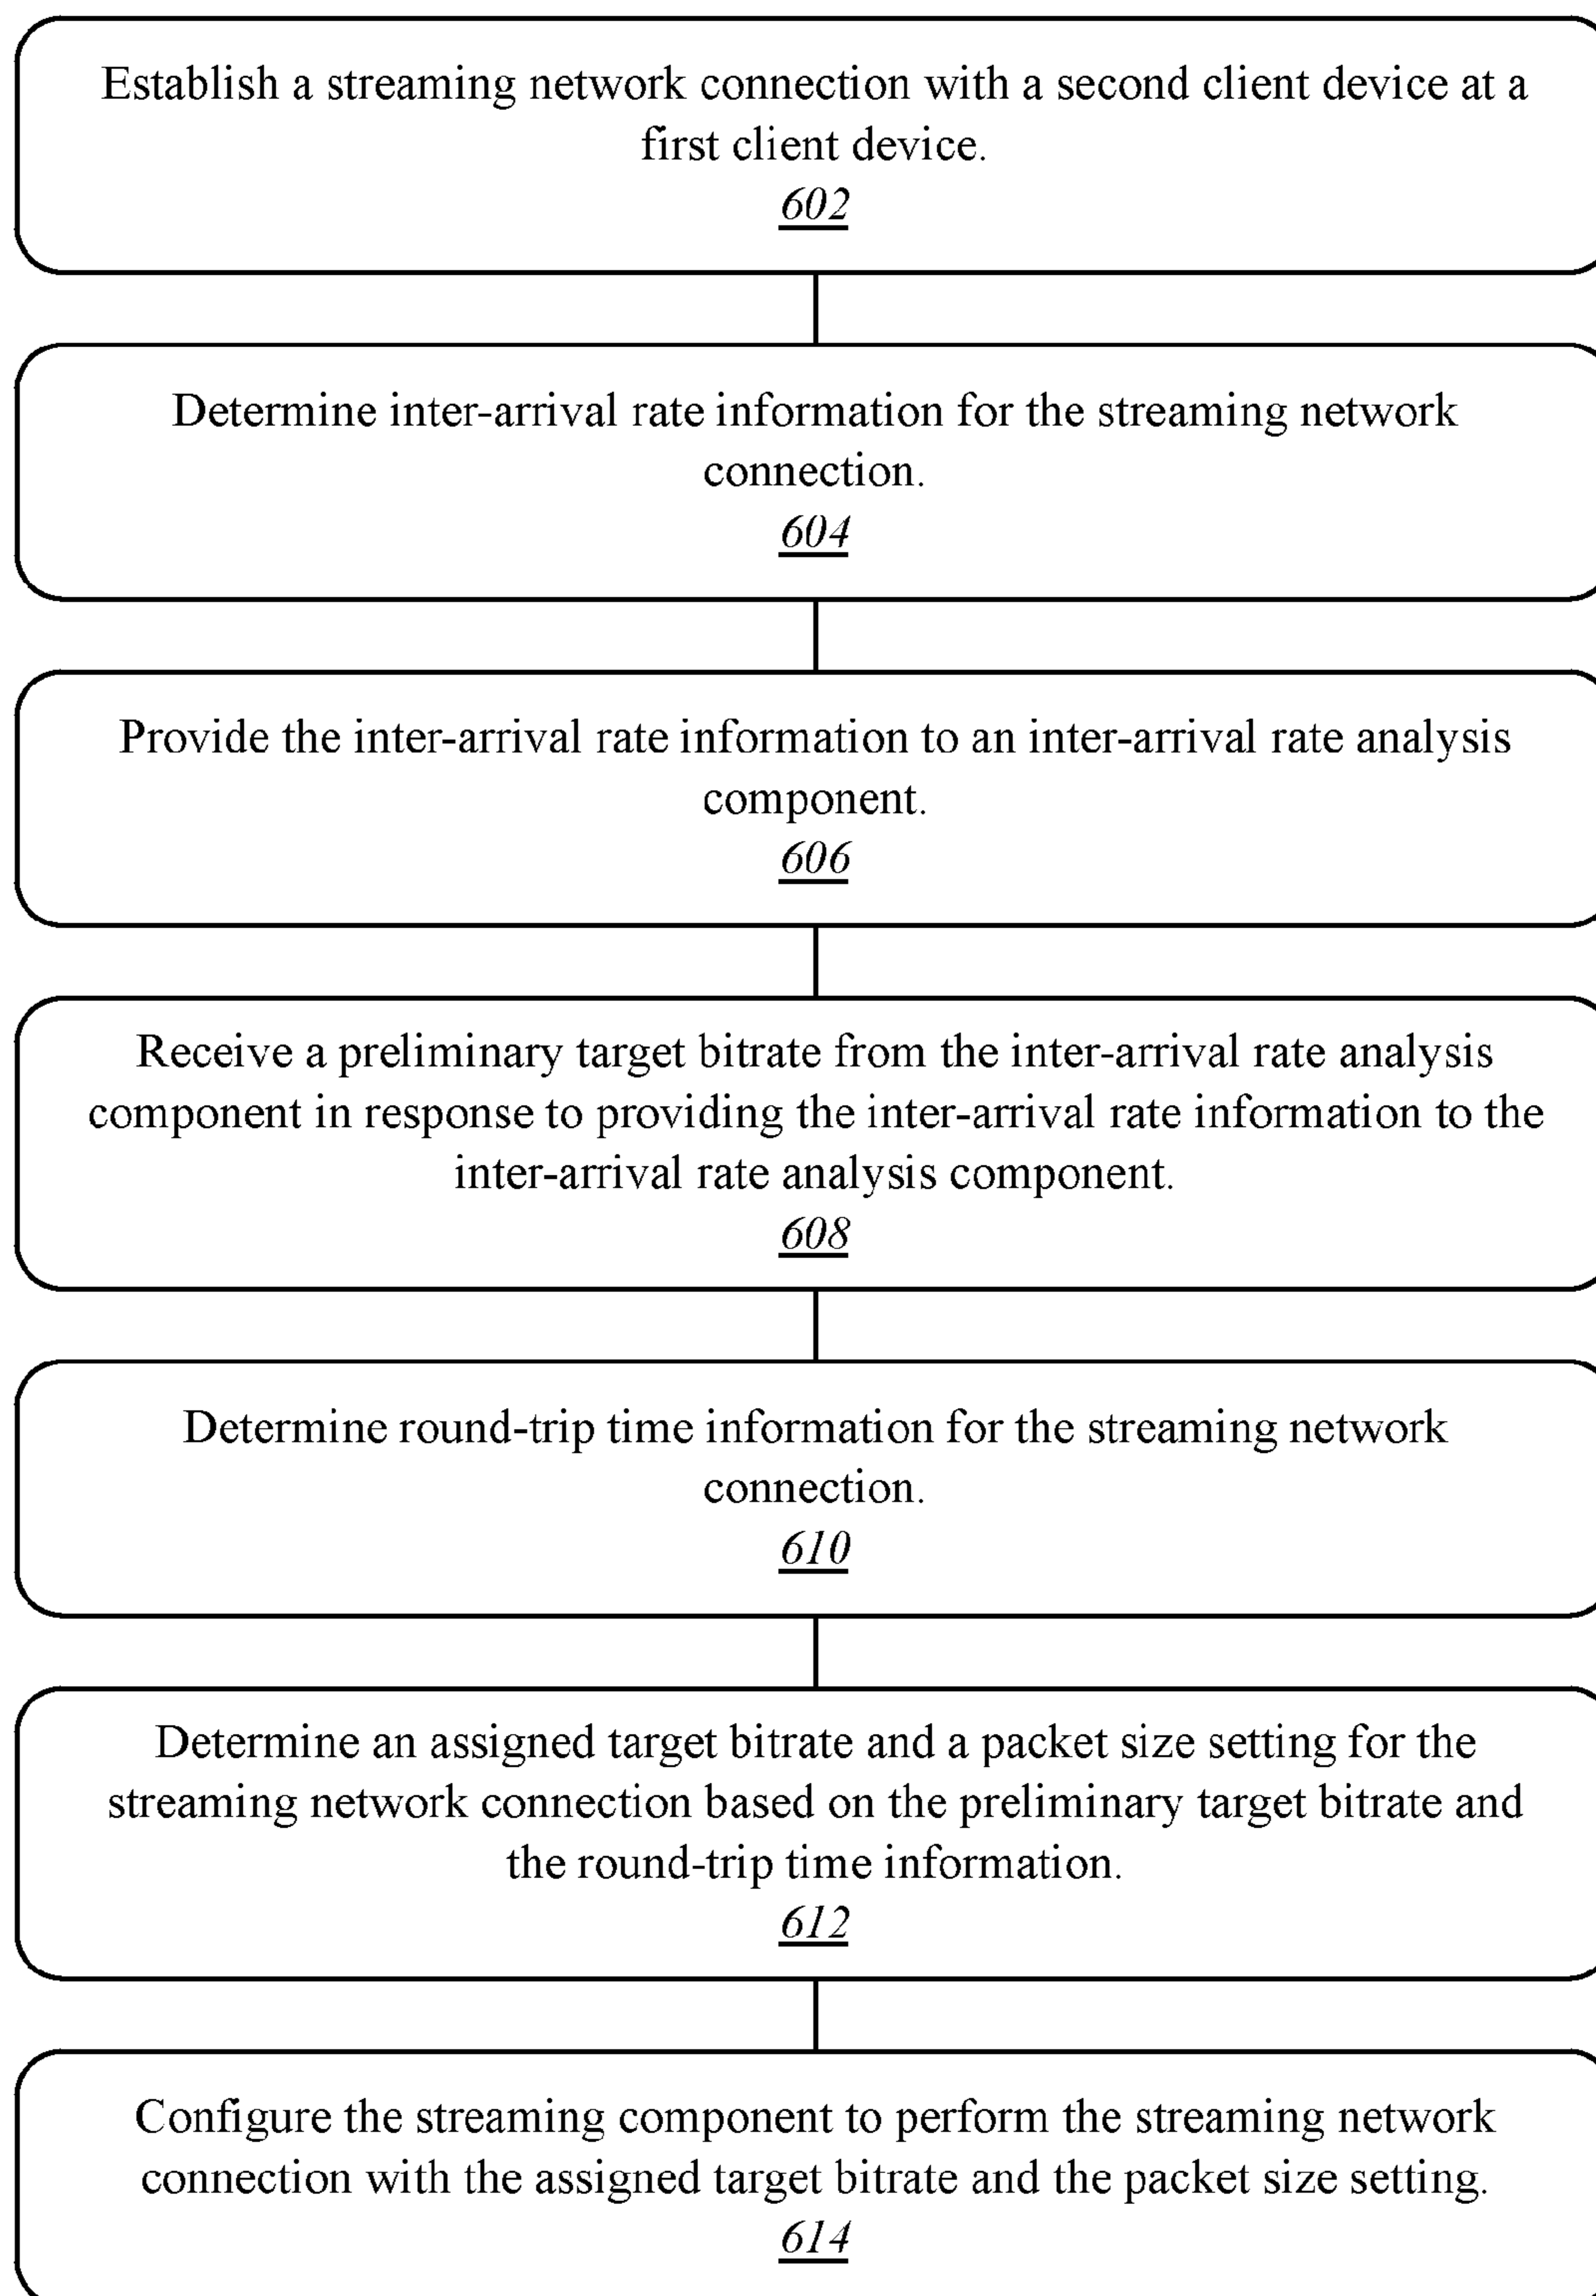 Establish a streaming network connection with a second client device at a
first client device.
602
Determine inter-arrival rate information for the streaming network
connection.
604
Provide the inter-arrival rate information to an inter-arrival rate analysis
component.
606
Receive a preliminary target bitrate from the inter-arrival rate analysis
component in response to providing the inter-arrival rate information to the
inter-arrival rate analysis component.
608
Determine round-trip time information for the streaming network
connection.
610
Determine an assigned target bitrate and a packet size setting for the
streaming network connection based on the preliminary target bitrate and
the round-trip time information.
612
Configure the streaming component to perform the streaming network
connection with the assigned target bitrate and the packet size setting.
614